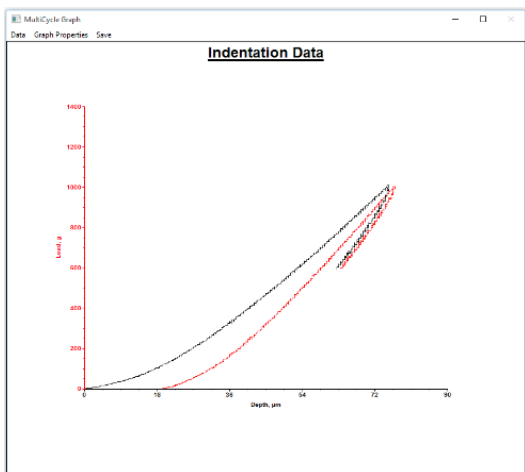 MultiCycle Graph
Data Graph Properties Save
Indentation Data
1400
1200
1000
800
600
400
200
0
Load, g
0 18 36 54 72 90
Depth, µm